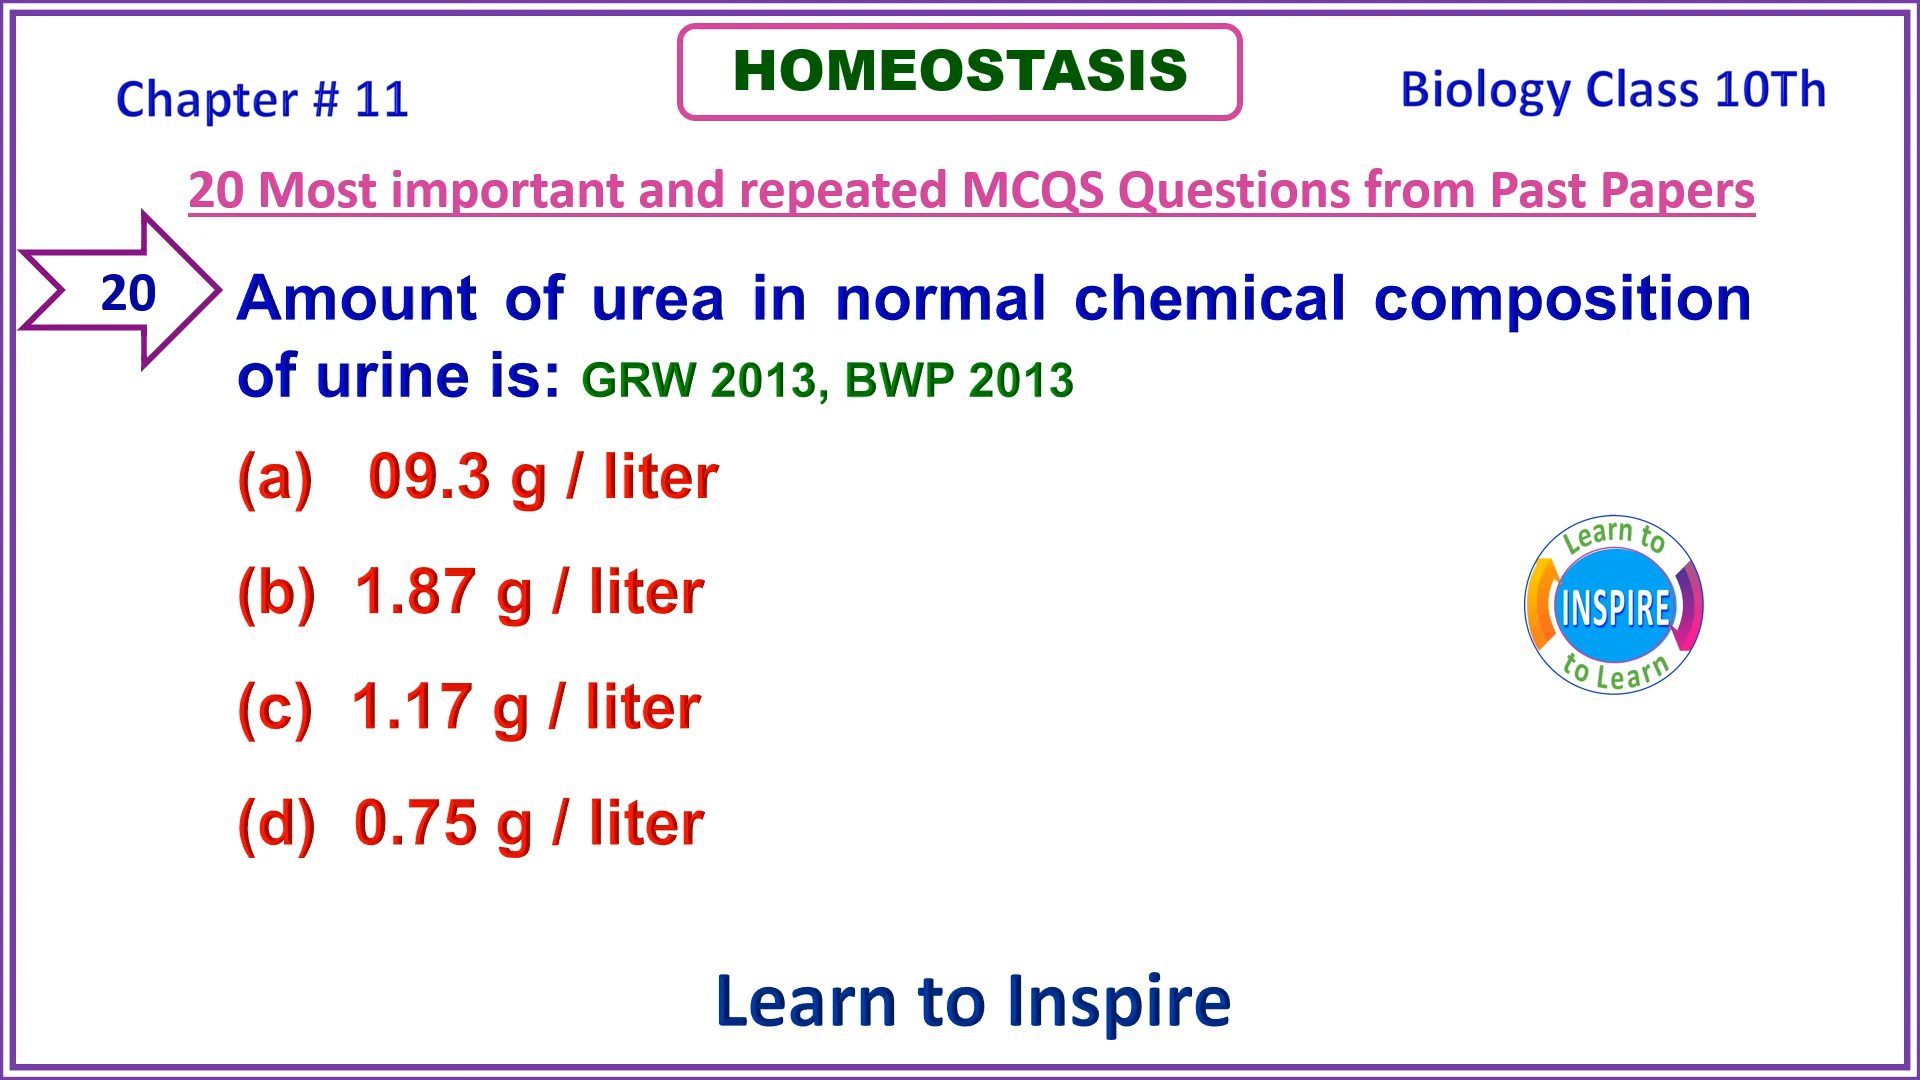 HOMEOSTASIS
Chapter # 11
Biology Class 10Th
20 Most important and repeated MCQS Questions from Past Papers
20
Amount of urea in normal chemical composition
of urine is: GRW 2013, BWP 2013
(a) 09.3 g / liter
(b) 1.87 g / liter
(c) 1.17 g / liter
(d) 0.75 g / liter
Learn to
INSPIRE
to Learn
Learn to Inspire